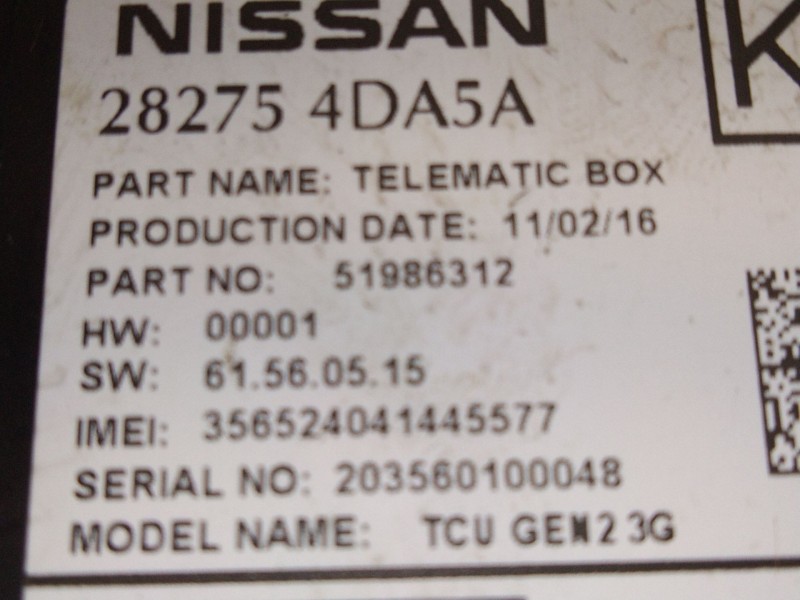 NISSAN
K
28275 4DA5A
PART NAME: TELEMATIC BOX
PRODUCTION DATE: 11/02/16
PART NO: 51986312
HW: 00001
SW: 61.56.05.15
IMEI: 356524041445577
SERIAL NO: 203560100048
MODEL NAME: TCU GEN2 3G